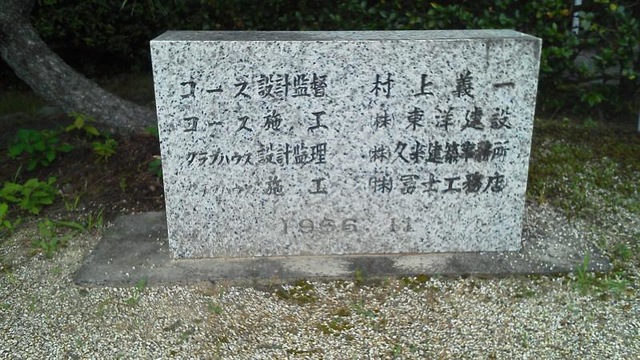 コース 設計監督 村上義一
コース 施工 ㈱東洋建設
クラブハウス 設計監理 ㈱久米建築事務所
クラブハウス 施工 ㈱冨士工務店
1966 11